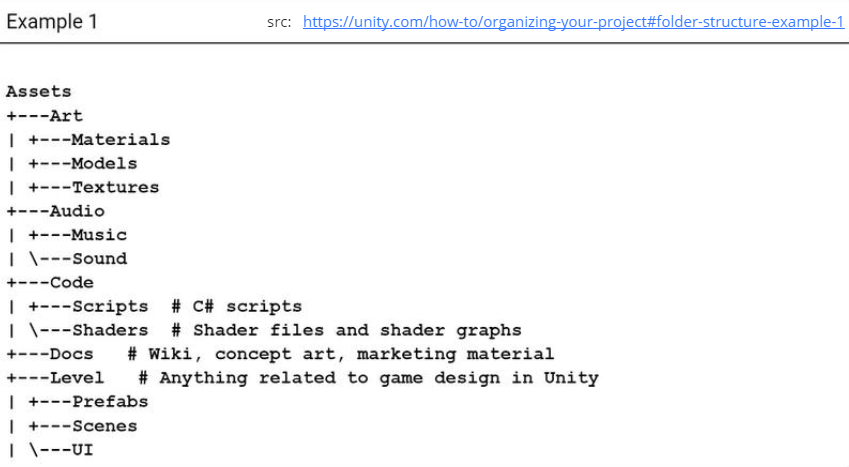 Example 1 src: https://unity.com/how-to/organizing-your-project#folder-structure-example-1
Assets
+---Art
| +---Materials
| +---Models
| +---Textures
+---Audio
| +---Music
| \---Sound
+---Code
| +---Scripts  # C# scripts
| \---Shaders  # Shader files and shader graphs
+---Docs   # Wiki, concept art, marketing material
+---Level   # Anything related to game design in Unity
| +---Prefabs
| +---Scenes
| \---UI